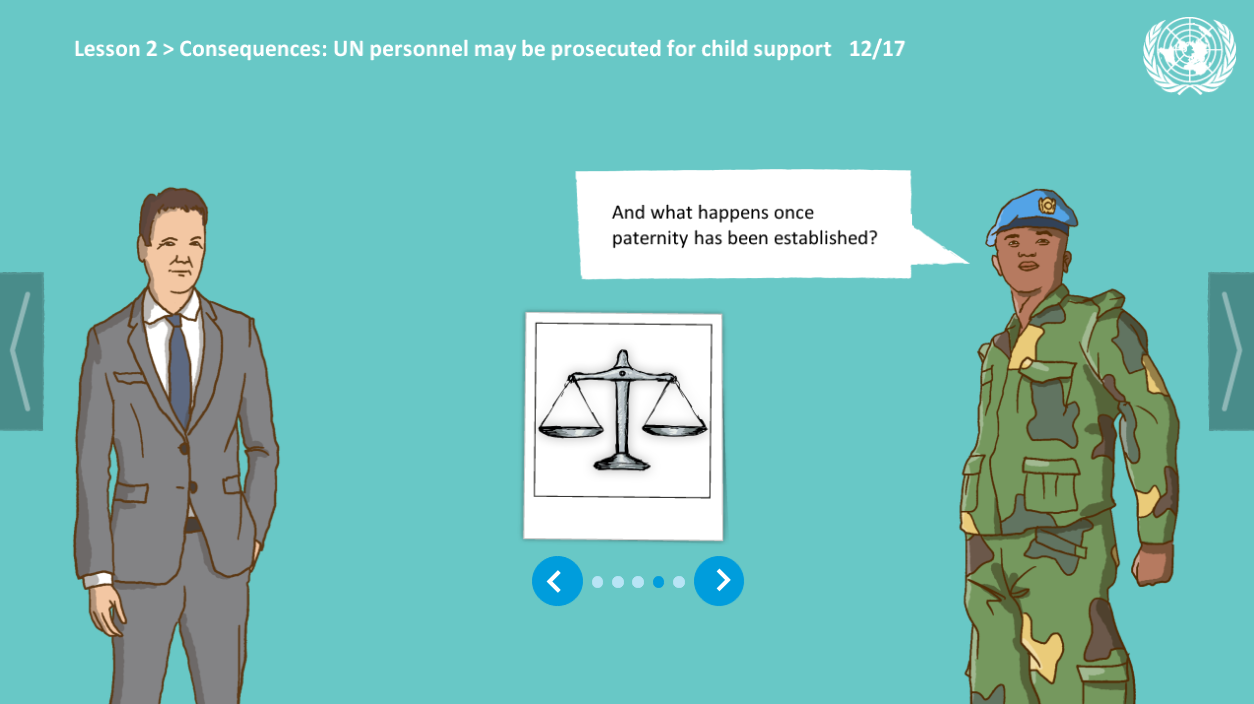 Lesson 2 > Consequences: UN personnel may be prosecuted for child support 12/17
And what happens once
paternity has been established?